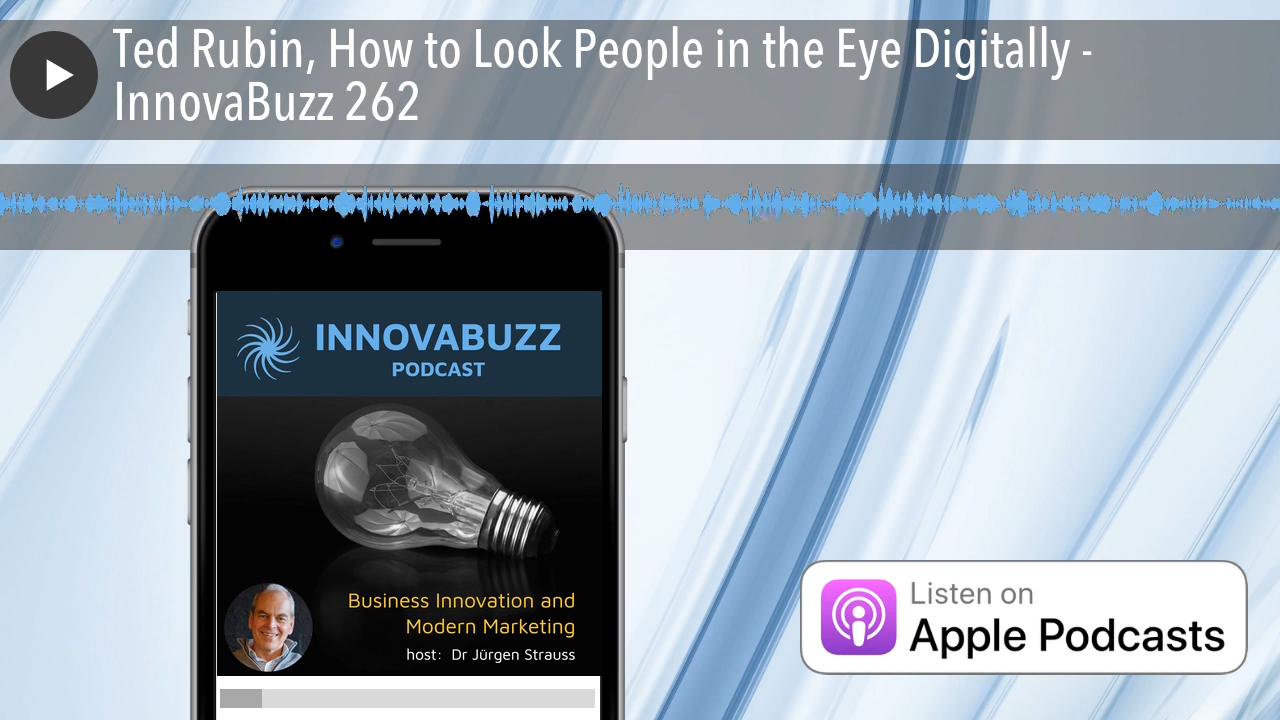 Ted Rubin, How to Look People in the Eye Digitally -
InnovaBuzz 262
INNOVABUZZ
PODCAST
Business Innovation and
Modern Marketing
host: Dr Jürgen Strauss
Listen on
Apple Podcasts